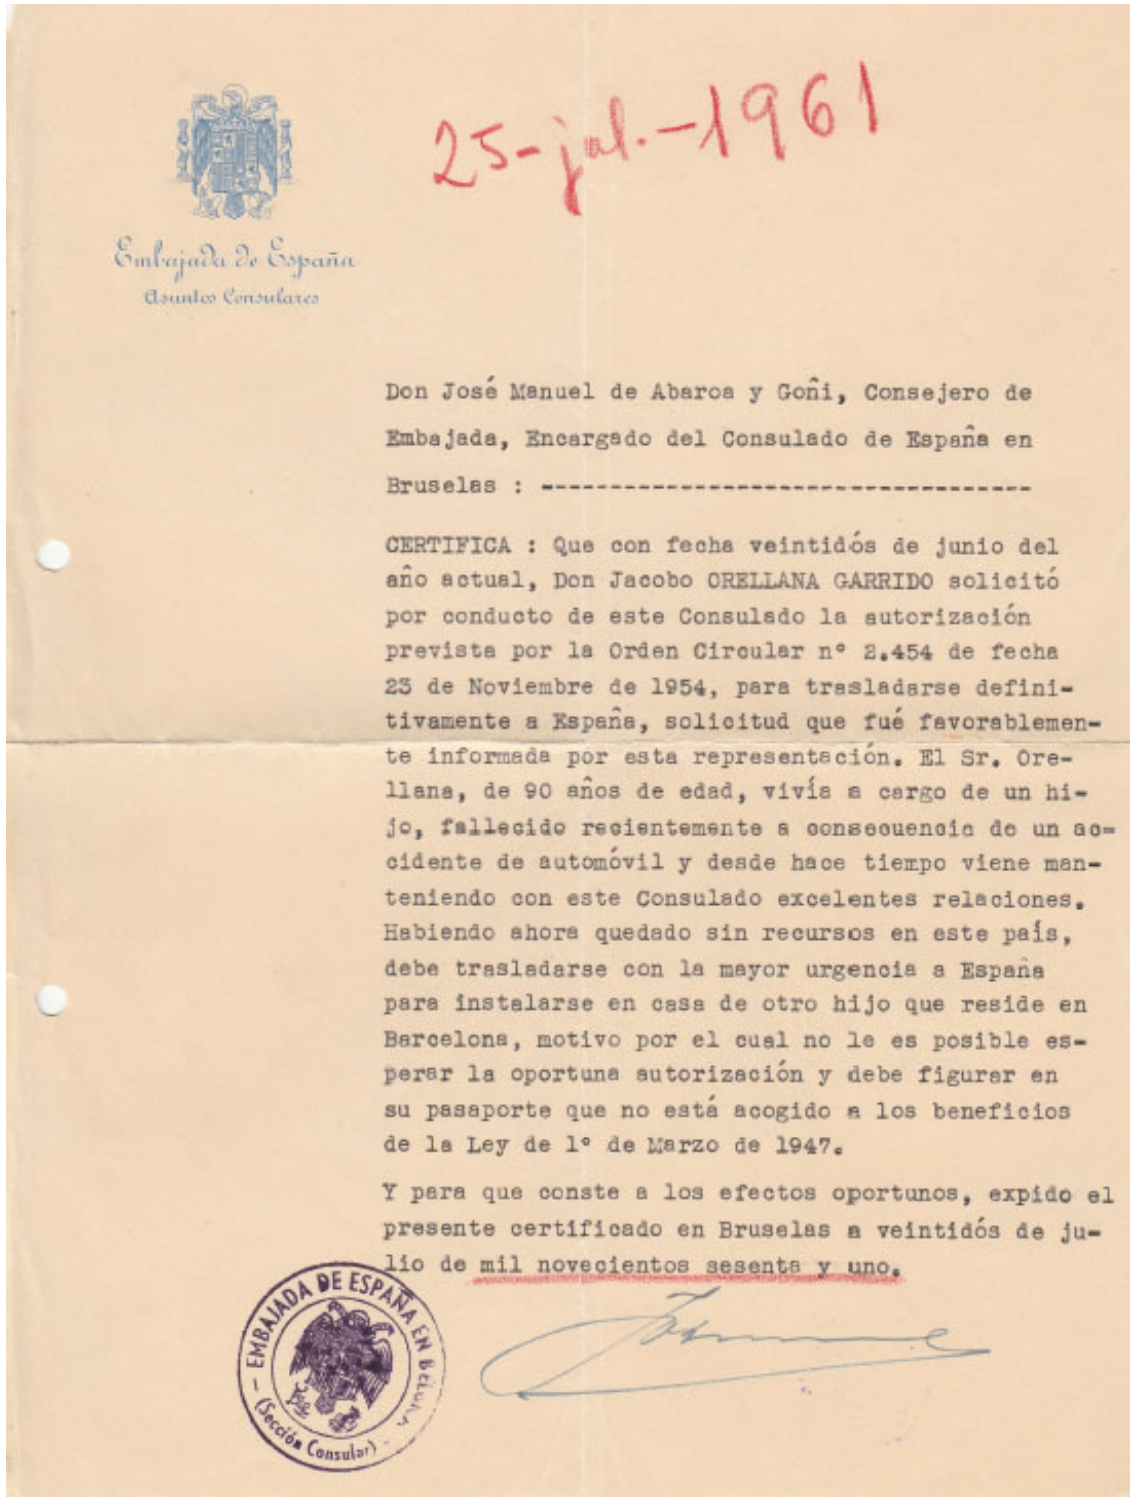 25-jul.-1961
Embajada de España
Asuntos Consulares
Don José Manuel de Abaroa y Goñi, Consejero de
Embajada, Encargado del Consulado de España en
Bruselas : -----------------------------------
CERTIFICA : Que con fecha veintidós de junio del
año actual, Don Jacobo ORELLANA GARRIDO solicitó
por conducto de este Consulado la autorización
prevista por la Orden Circular nº 2.454 de fecha
23 de Noviembre de 1954, para trasladarse defini-
tivamente a España, solicitud que fué favorablemen-
te informada por esta representación. El Sr. Ore-
llana, de 90 años de edad, vivía a cargo de un hi-
jo, fallecido recientemente a consecuencia de un ac-
cidente de automóvil y desde hace tiempo viene man-
teniendo con este Consulado excelentes relaciones.
Habiendo ahora quedado sin recursos en este país,
debe trasladarse con la mayor urgencia a España
para instalarse en casa de otro hijo que reside en
Barcelona, motivo por el cual no le es posible es-
perar la oportuna autorización y debe figurar en
su pasaporte que no está acogido a los beneficios
de la Ley de 1º de Marzo de 1947.
Y para que conste a los efectos oportunos, expido el
presente certificado en Bruselas a veintidós de ju-
lio de mil novecientos sesenta y uno.
- EMBAJADA DE ESPAÑA EN BELGICA -
(Sección Consular)